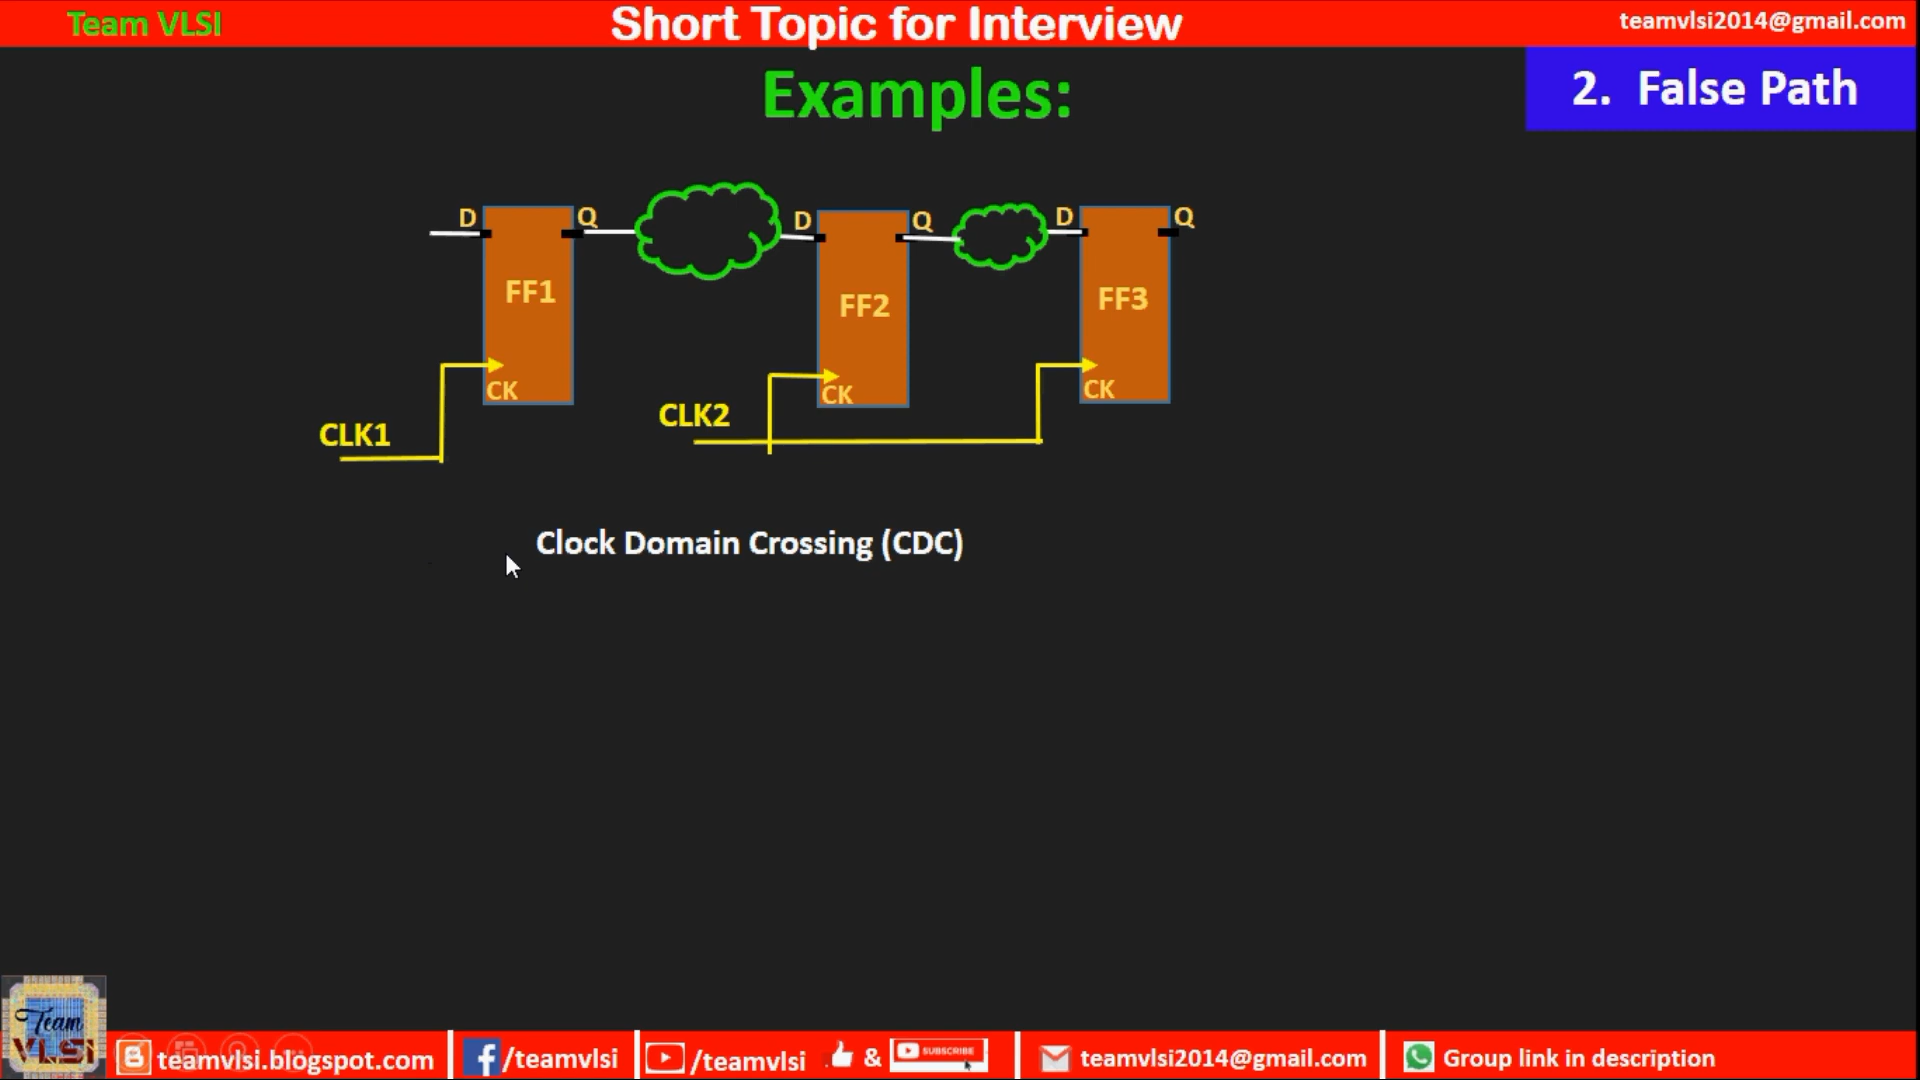 Team VLSI
Short Topic for Interview
teamvlsi2014@gmail.com
Examples:
2. False Path
D Q D Q D Q
FF1 FF2 FF3
CK CK CK
CLK1 CLK2
Clock Domain Crossing (CDC)
Team
VLSI
teamvlsi.blogspot.com
/teamvlsi
/teamvlsi
&
SUBSCRIBE
teamvlsi2014@gmail.com
Group link in description